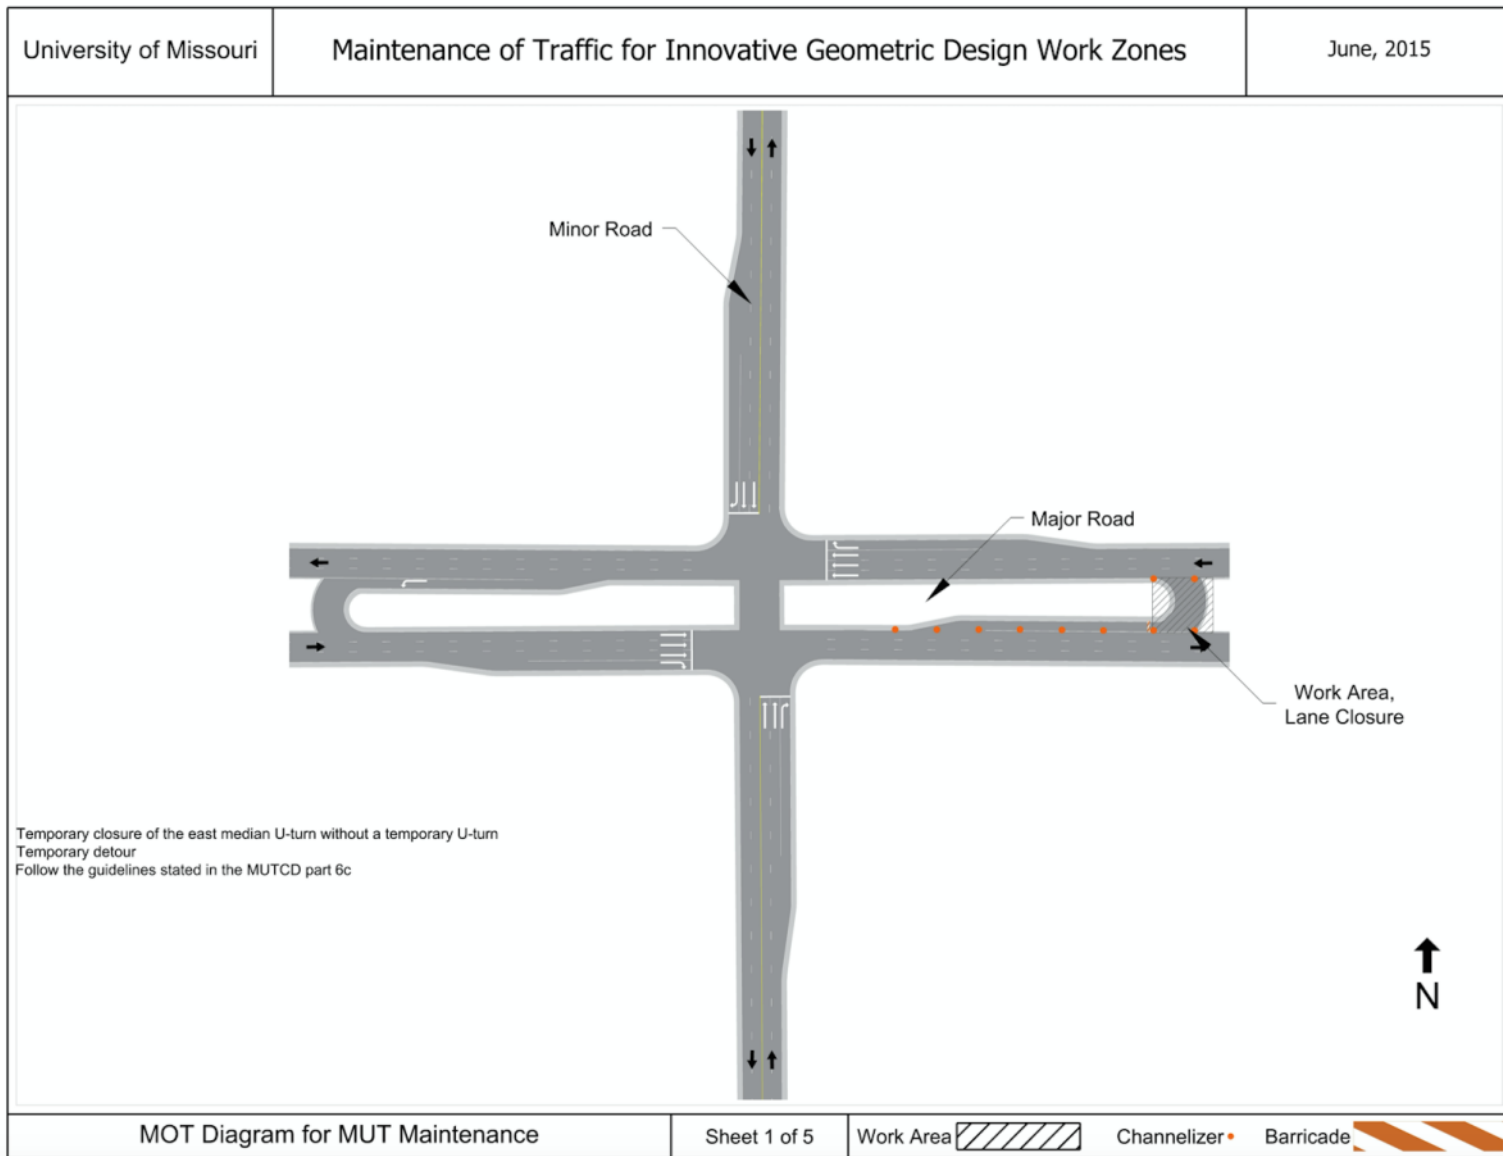 University of Missouri
Maintenance of Traffic for Innovative Geometric Design Work Zones
June, 2015
Minor Road
Major Road
Work Area,
Lane Closure
Temporary closure of the east median U-turn without a temporary U-turn
Temporary detour
Follow the guidelines stated in the MUTCD part 6c
N
MOT Diagram for MUT Maintenance
Sheet 1 of 5
Work Area
Channelizer
Barricade